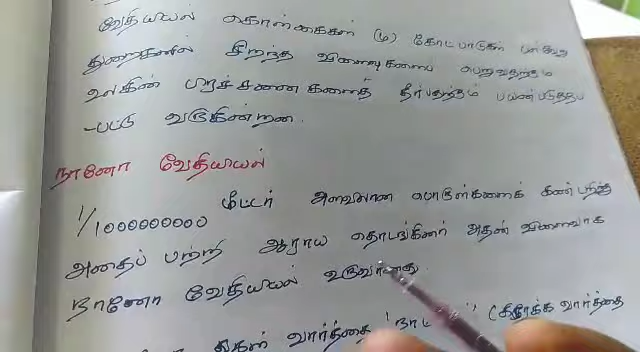 வேதியியல் கொள்கைகள் (ம) கோட்பாடுகள் பல்வேறு
துறைகளில் சிறந்த விளைவுகளைப் பெறுவதற்கும்
உலகின் பிரச்சனைகளைத் தீர்பதற்கும் பயன்படுத்தப்
-பட்டு வருகின்றன.
நானோ வேதியியல்
1/1000000000 மீட்டர் அளவிலான பொருள்களைக் கண்டறிந்து
அதைப் பற்றி ஆராய தொடங்கினர் அதன் விளைவாக
நானோ வேதியியல் உருவானது.
வார்த்தை (கிரேக்க வார்த்தை